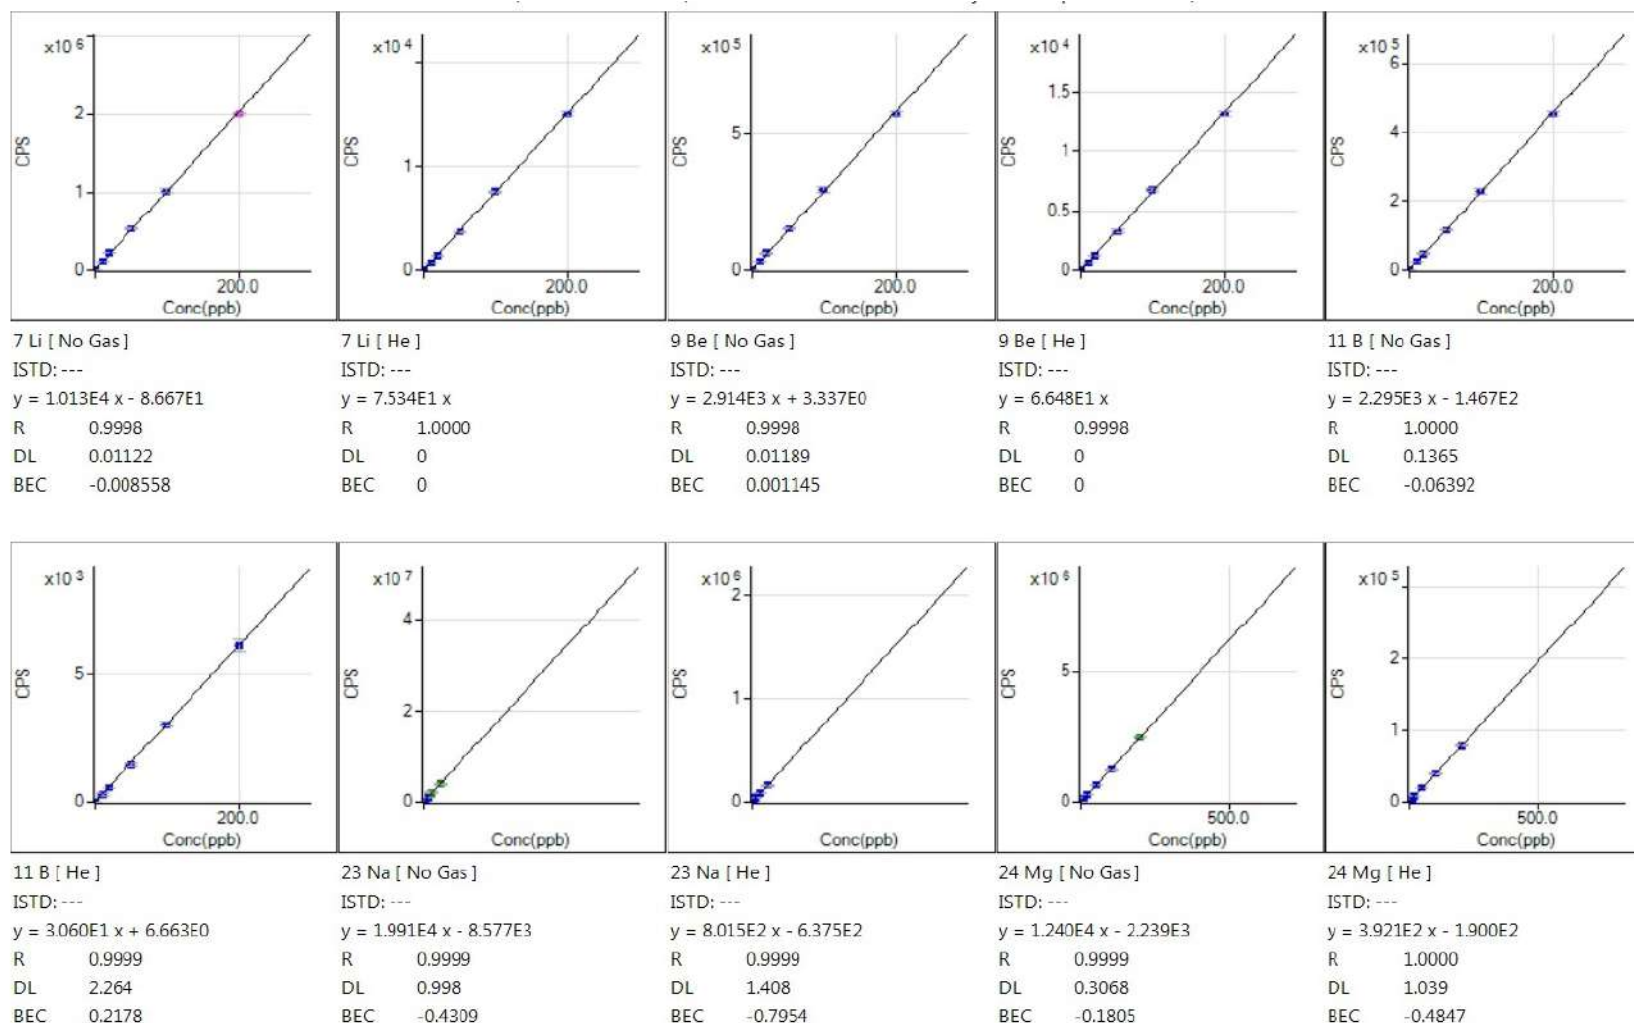 x10 6
2
1
0
CPS
200.0
Conc(ppb)
7 Li [ No Gas ]
ISTD: ---
y = 1.013E4 x - 8.667E1
R 0.9998
DL 0.01122
BEC -0.008558
x10 4
1
0
CPS
200.0
Conc(ppb)
7 Li [ He ]
ISTD: ---
y = 7.534E1 x
R 1.0000
DL 0
BEC 0
x10 5
5
0
CPS
200.0
Conc(ppb)
9 Be [ No Gas ]
ISTD: ---
y = 2.914E3 x + 3.337E0
R 0.9998
DL 0.01189
BEC 0.001145
x10 4
1.5
1
0.5
0
CPS
200.0
Conc(ppb)
9 Be [ He ]
ISTD: ---
y = 6.648E1 x
R 0.9998
DL 0
BEC 0
x10 5
6
4
2
0
CPS
200.0
Conc(ppb)
11 B [ No Gas ]
ISTD: ---
y = 2.295E3 x - 1.467E2
R 1.0000
DL 0.1365
BEC -0.06392
x10 3
5
0
CPS
200.0
Conc(ppb)
11 B [ He ]
ISTD: ---
y = 3.060E1 x + 6.663E0
R 0.9999
DL 2.264
BEC 0.2178
x10 7
4
2
0
CPS
Conc(ppb)
23 Na [ No Gas ]
ISTD: ---
y = 1.991E4 x - 8.577E3
R 0.9999
DL 0.998
BEC -0.4309
x10 6
2
1
0
CPS
Conc(ppb)
23 Na [ He ]
ISTD: ---
y = 8.015E2 x - 6.375E2
R 0.9999
DL 1.408
BEC -0.7954
x10 6
5
0
CPS
500.0
Conc(ppb)
24 Mg [ No Gas ]
ISTD: ---
y = 1.240E4 x - 2.239E3
R 0.9999
DL 0.3068
BEC -0.1805
x10 5
2
1
0
CPS
500.0
Conc(ppb)
24 Mg [ He ]
ISTD: ---
y = 3.921E2 x - 1.900E2
R 1.0000
DL 1.039
BEC -0.4847